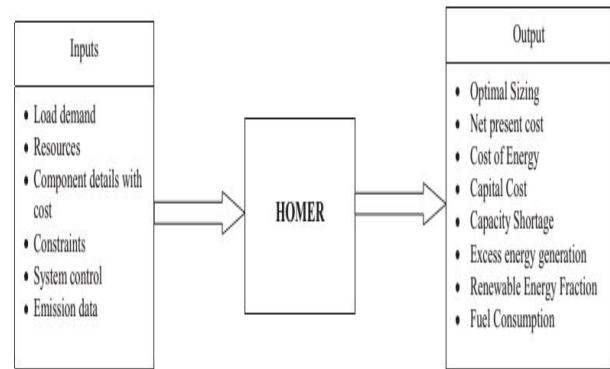 Inputs
• Load demand
• Resources
• Component details with
cost
• Constraints
• System control
• Emission data
HOMER
Output
• Optimal Sizing
• Net present cost
• Cost of Energy
• Capital Cost
• Capacity Shortage
• Excess energy generation
• Renewable Energy Fraction
• Fuel Consumption